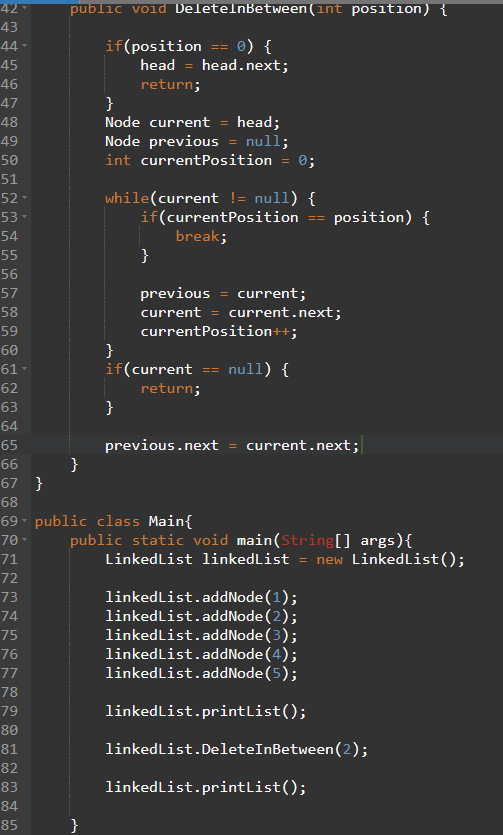 42 public void DeleteInBetween(int position) {
43
44 if(position == 0) {
45 head = head.next;
46 return;
47 }
48 Node current = head;
49 Node previous = null;
50 int currentPosition = 0;
51
52 while(current != null) {
53 if(currentPosition == position) {
54 break;
55 }
56
57 previous = current;
58 current = current.next;
59 currentPosition++;
60 }
61 if(current == null) {
62 return;
63 }
64
65 previous.next = current.next;
66 }
67 }
68
69 public class Main{
70 public static void main(String[] args){
71 LinkedList linkedList = new LinkedList();
72
73 linkedList.addNode(1);
74 linkedList.addNode(2);
75 linkedList.addNode(3);
76 linkedList.addNode(4);
77 linkedList.addNode(5);
78
79 linkedList.printList();
80
81 linkedList.DeleteInBetween(2);
82
83 linkedList.printList();
84
85 }